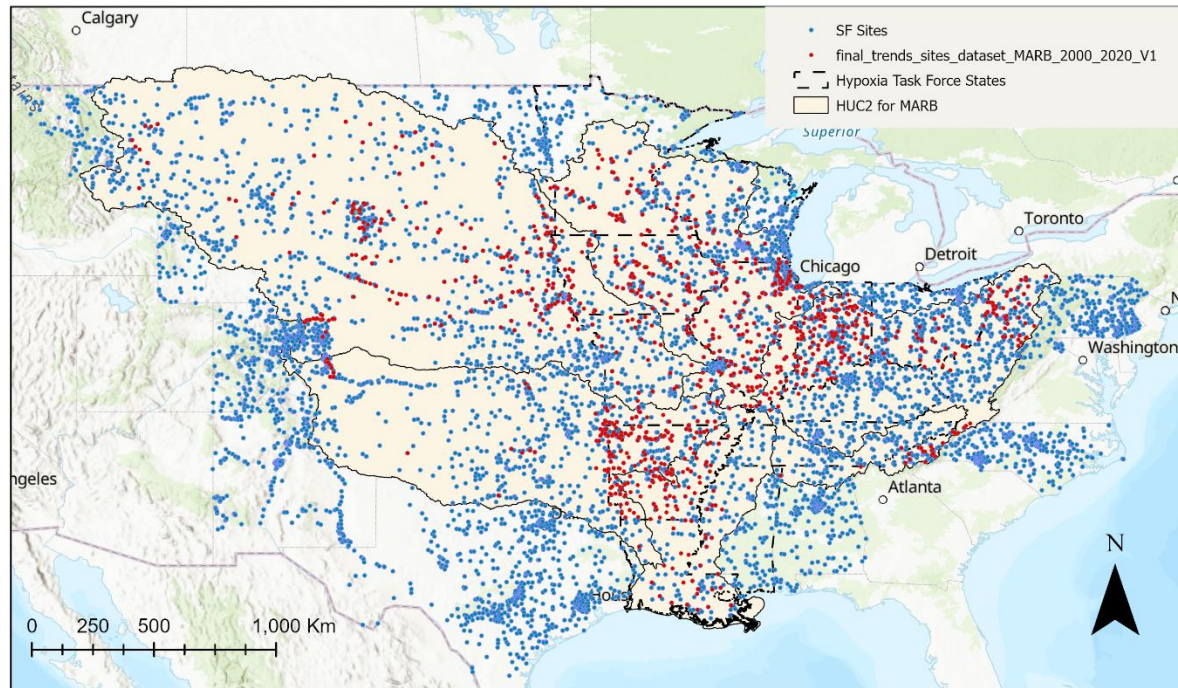 Calgary
SF Sites
final_trends_sites_dataset_MARB_2000_2020_V1
Hypoxia Task Force States
HUC2 for MARB
Superior
Toronto
Detroit
Chicago
Washington
Atlanta
ngeles
Hous
N
N
0 250 500 1,000 Km